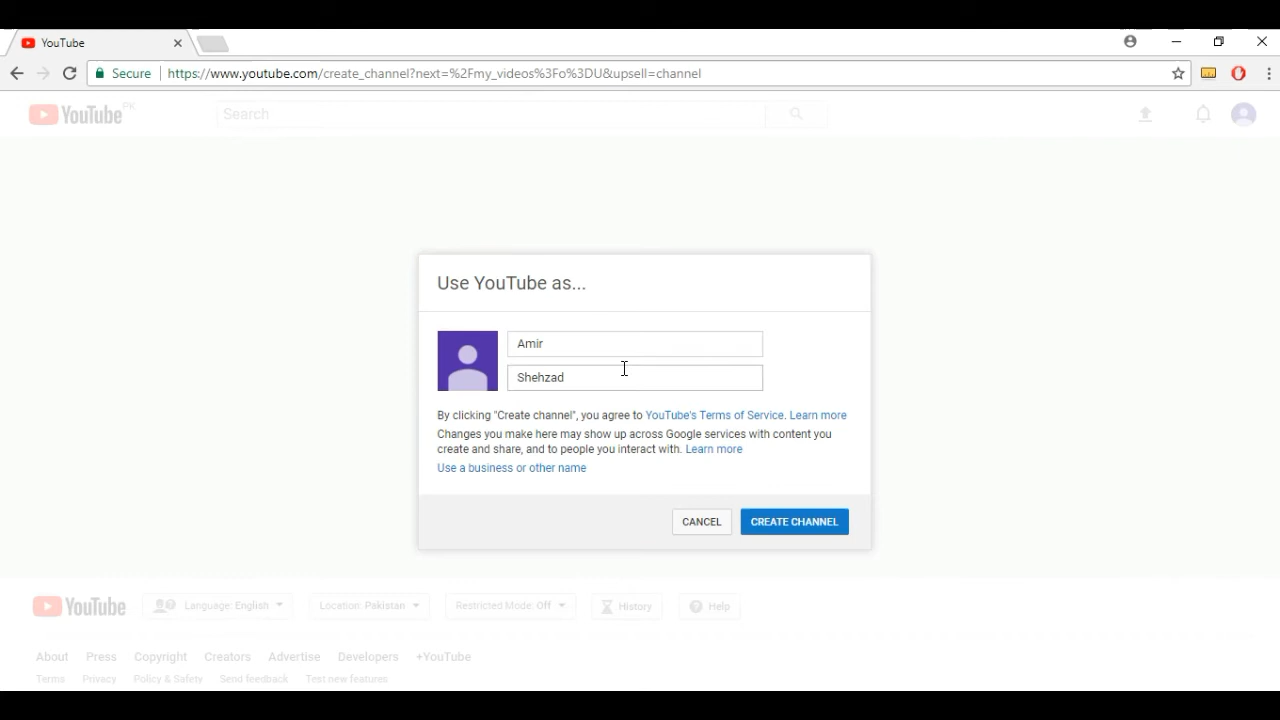 YouTube
Secure https://www.youtube.com/create_channel?next=%2Fmy_videos%3Fo%3DU&upsell=channel
YouTube PK Search
Use YouTube as...
Amir
Shehzad
By clicking "Create channel", you agree to YouTube's Terms of Service. Learn more
Changes you make here may show up across Google services with content you
create and share, and to people you interact with. Learn more
Use a business or other name
CANCEL CREATE CHANNEL
YouTube Language: English Location: Pakistan Restricted Mode: Off History Help
About Press Copyright Creators Advertise Developers +YouTube
Terms Privacy Policy & Safety Send feedback Test new features